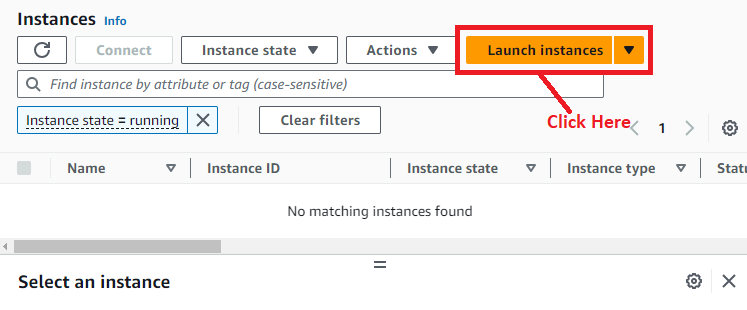 Instances Info
Connect Instance state Actions Launch instances
Find instance by attribute or tag (case-sensitive)
Instance state = running Clear filters
Click Here 1
Name Instance ID Instance state Instance type Statu
No matching instances found
Select an instance